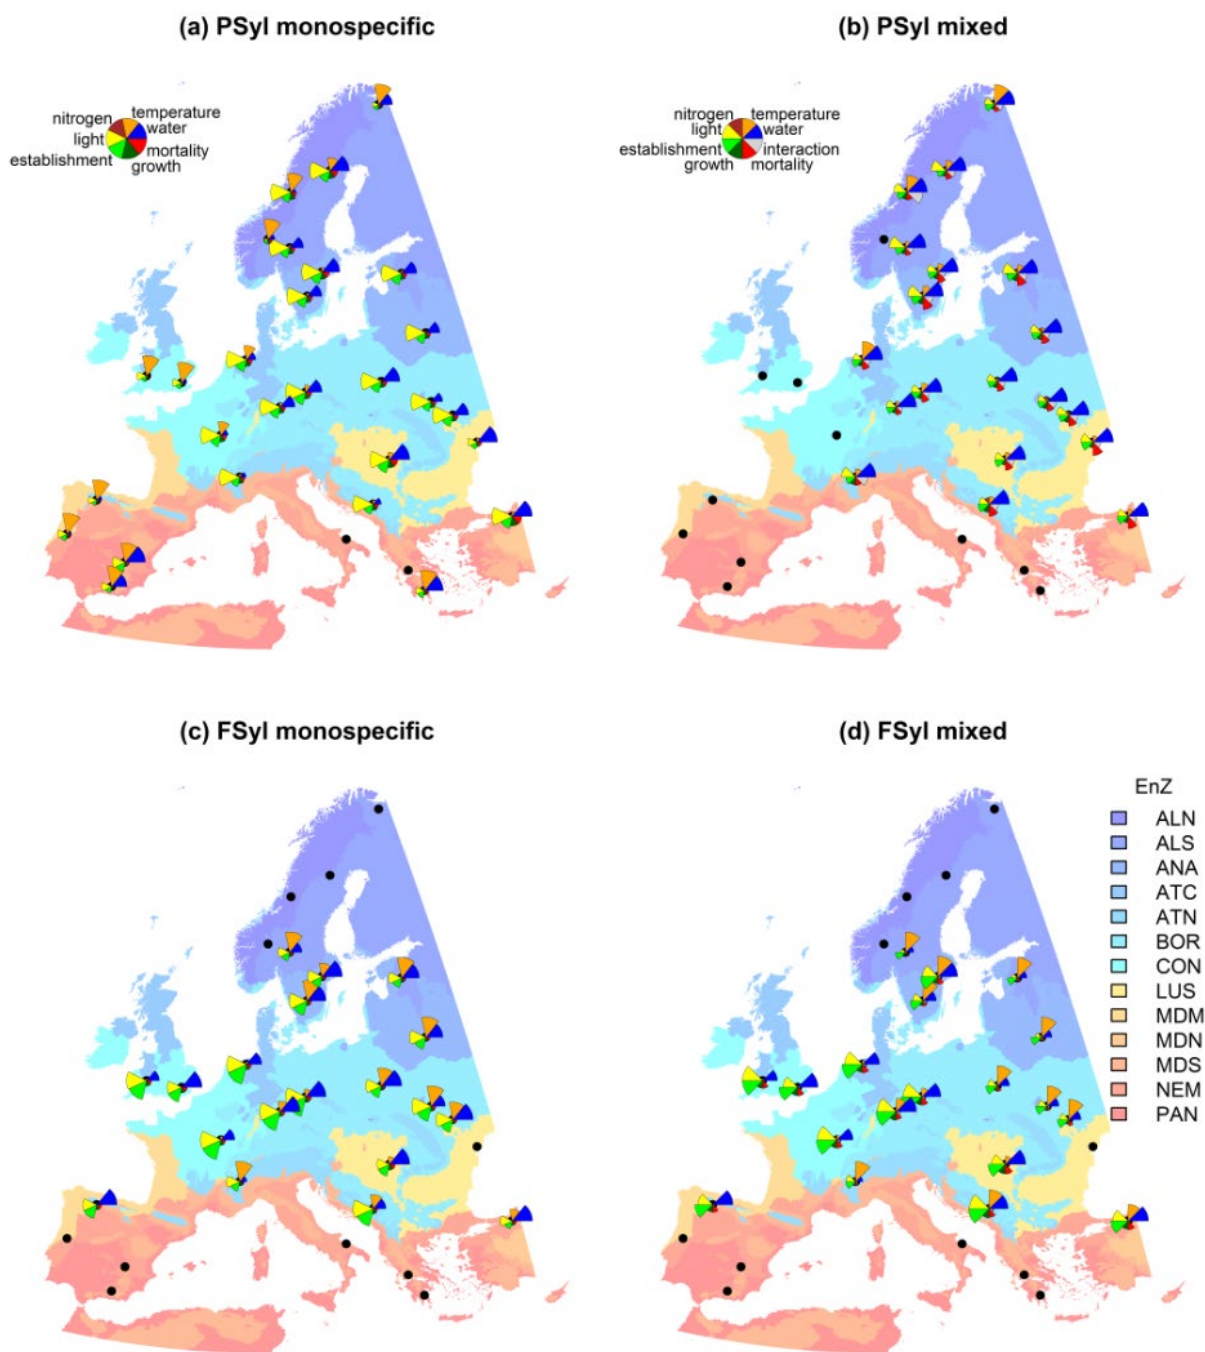 (a) PSyl monospecific
(b) PSyl mixed
nitrogen temperature
light water
establishment mortality
growth
nitrogen temperature
light water
establishment interaction
growth mortality
(c) FSyl monospecific
(d) FSyl mixed
EnZ
ALN
ALS
ANA
ATC
ATN
BOR
CON
LUS
MDM
MDN
MDS
NEM
PAN